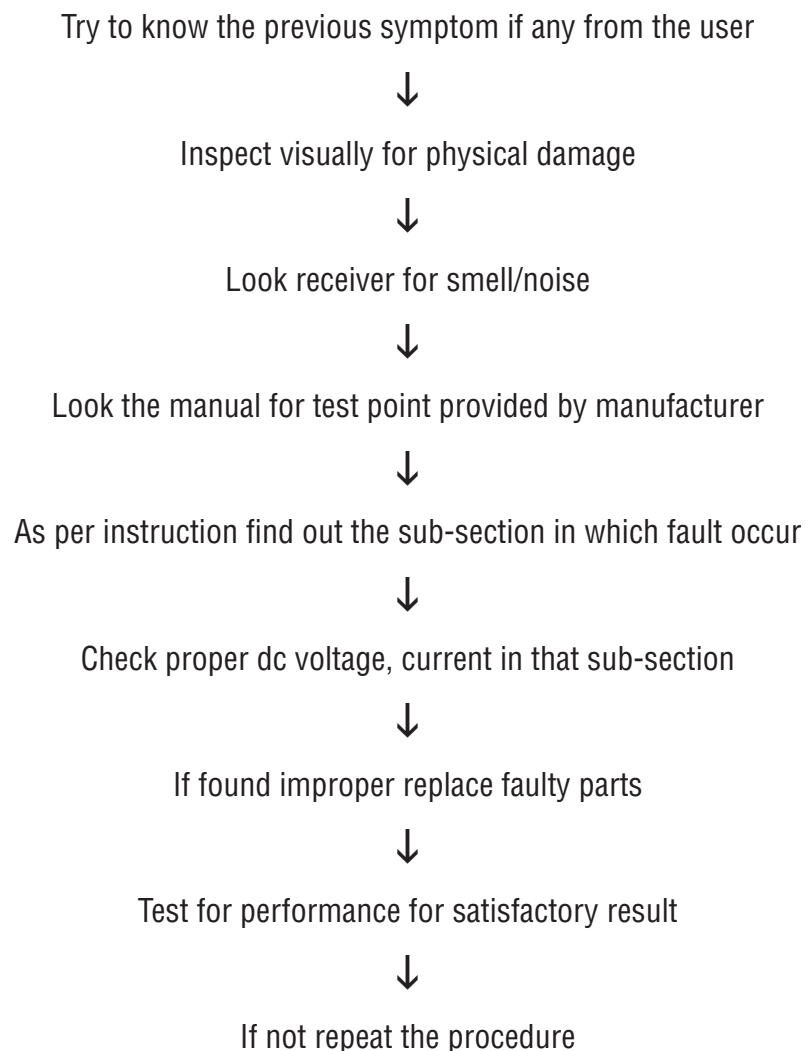 Try to know the previous symptom if any from the user
↓
Inspect visually for physical damage
↓
Look receiver for smell/noise
↓
Look the manual for test point provided by manufacturer
↓
As per instruction find out the sub-section in which fault occur
↓
Check proper dc voltage, current in that sub-section
↓
If found improper replace faulty parts
↓
Test for performance for satisfactory result
↓
If not repeat the procedure